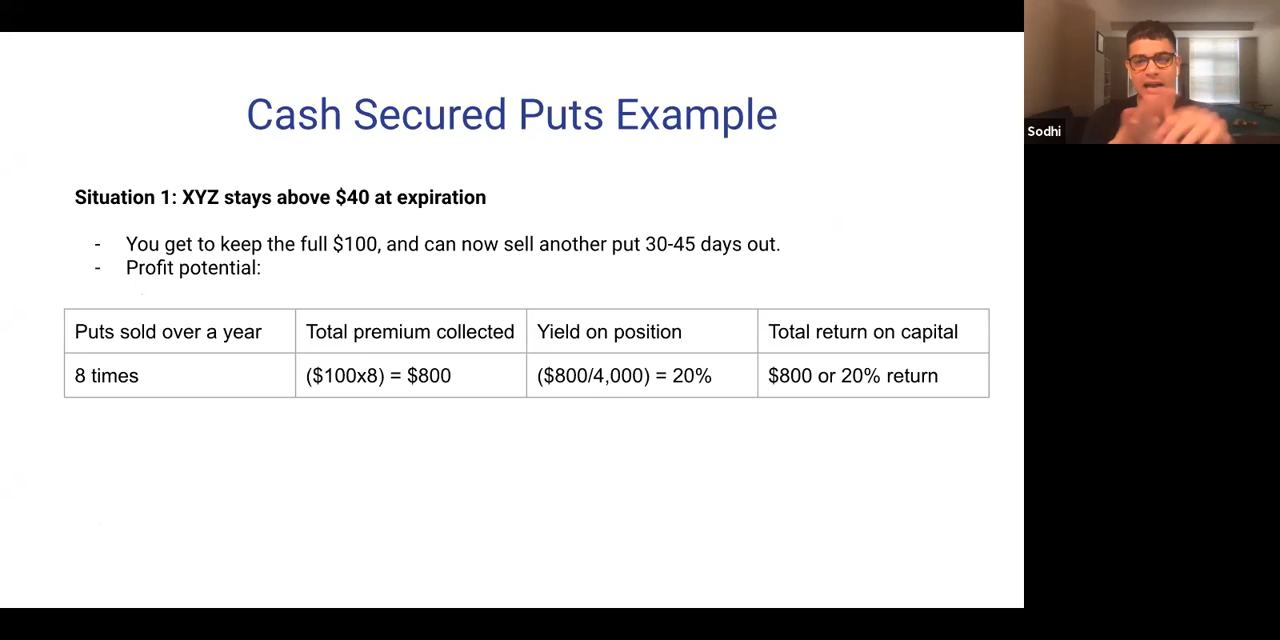 Cash Secured Puts Example
Sodhi
Situation 1: XYZ stays above $40 at expiration
- You get to keep the full $100, and can now sell another put 30-45 days out.
- Profit potential:
Puts sold over a year Total premium collected Yield on position Total return on capital
8 times ($100x8) = $800 ($800/4,000) = 20% $800 or 20% return